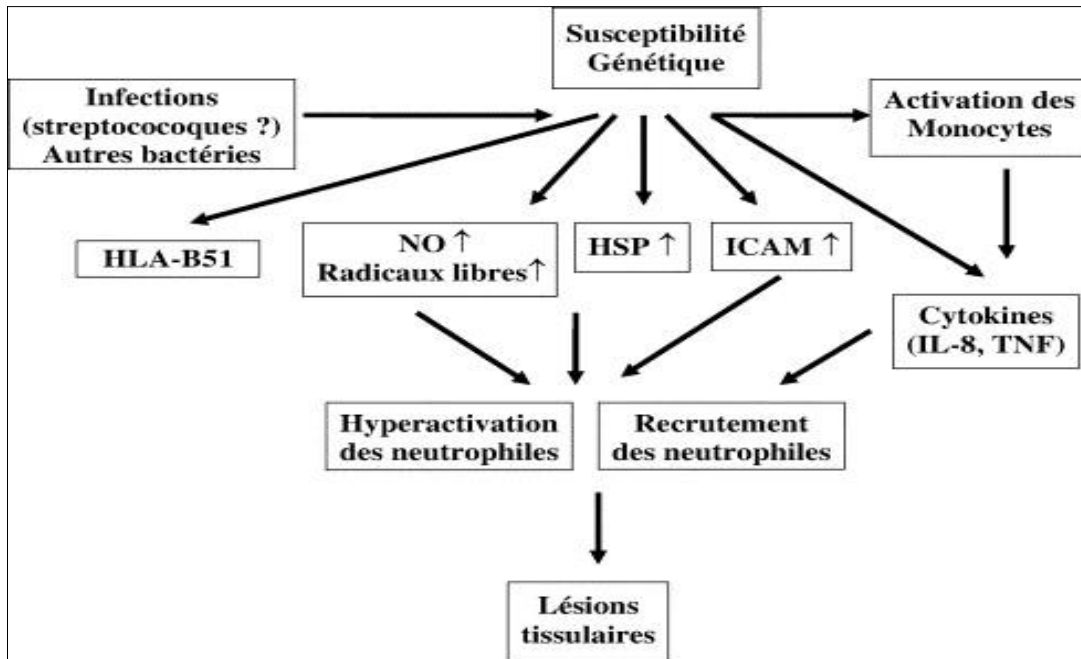 Susceptibilité
Génétique
Infections
(streptococoques ?)
Autres bactéries
Activation des
Monocytes
HLA-B51
NO ↑
Radicaux libres ↑
HSP ↑
ICAM ↑
Cytokines
(IL-8, TNF)
Hyperactivation
des neutrophiles
Recrutement
des neutrophiles
Lésions
tissulaires